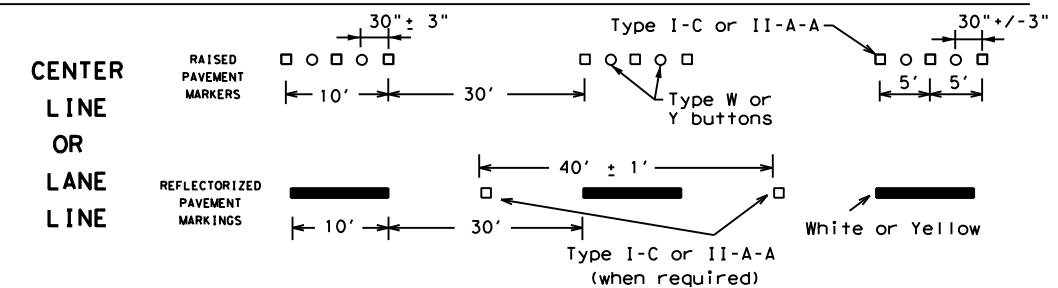 30"± 3"
Type I-C or II-A-A
30"+/-3"
CENTER
LINE
OR
LANE
LINE
RAISED
PAVEMENT
MARKERS
10'
30'
5'
5'
Type W or
Y buttons
40' ± 1'
REFLECTORIZED
PAVEMENT
MARKINGS
10'
30'
Type I-C or II-A-A
(when required)
White or Yellow